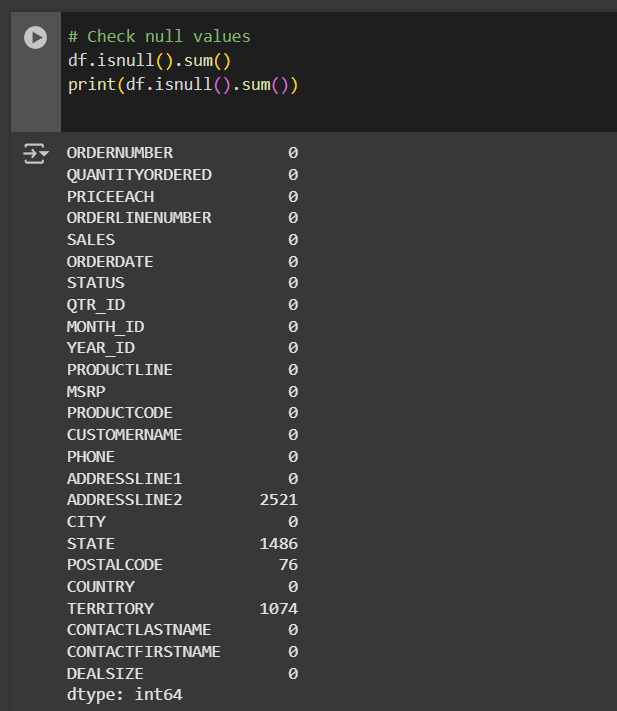 # Check null values
df.isnull().sum()
print(df.isnull().sum())
ORDERNUMBER 0
QUANTITYORDERED 0
PRICEEACH 0
ORDERLINENUMBER 0
SALES 0
ORDERDATE 0
STATUS 0
QTR_ID 0
MONTH_ID 0
YEAR_ID 0
PRODUCTLINE 0
MSRP 0
PRODUCTCODE 0
CUSTOMERNAME 0
PHONE 0
ADDRESSLINE1 0
ADDRESSLINE2 2521
CITY 0
STATE 1486
POSTALCODE 76
COUNTRY 0
TERRITORY 1074
CONTACTLASTNAME 0
CONTACTFIRSTNAME 0
DEALSIZE 0
dtype: int64